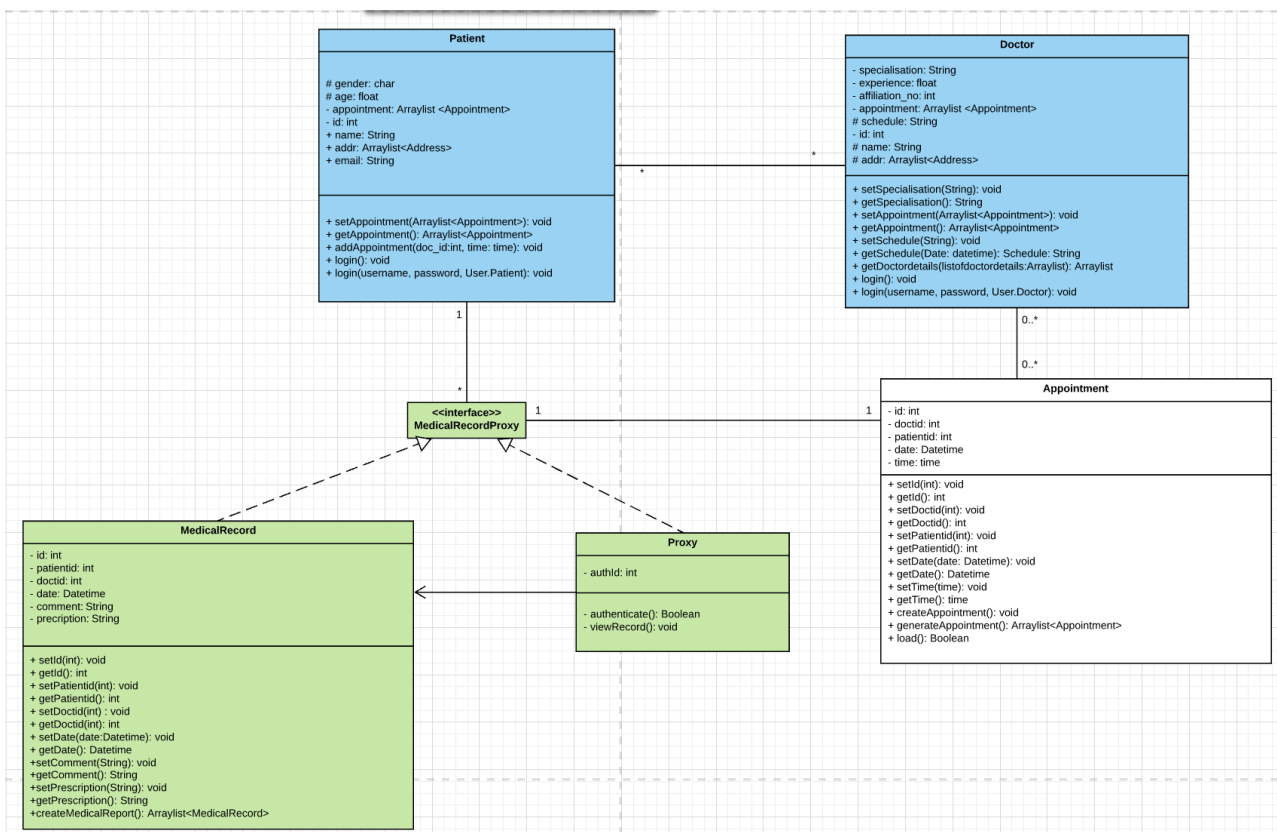 Patient
# gender: char
# age: float
- appointment: Arraylist <Appointment>
- id: int
+ name: String
+ addr: Arraylist<Address>
+ email: String
+ setAppointment(Arraylist<Appointment>): void
+ getAppointment(): Arraylist<Appointment>
+ addAppointment(doc_id:int, time: time): void
+ login(): void
+ login(username, password, User.Patient): void
Doctor
- specialisation: String
- experience: float
- affiliation_no: int
- appointment: Arraylist <Appointment>
# schedule: String
- id: int
# name: String
# addr: Arraylist<Address>
+ setSpecialisation(String): void
+ getSpecialisation(): String
+ setAppointment(Arraylist<Appointment>): void
+ getAppointment(): Arraylist<Appointment>
+ setSchedule(String): void
+ getSchedule(Date: datetime): Schedule: String
+ getDoctordetails(listofdoctordetails:Arraylist): Arraylist
+ login(): void
+ login(username, password, User.Doctor): void
*
*
1
*
0..*
0..*
<<interface>>
MedicalRecordProxy
1
1
Appointment
- id: int
- doctid: int
- patientid: int
- date: Datetime
- time: time
+ setId(int): void
+ getId(): int
+ setDoctid(int): void
+ getDoctid(): int
+ setPatientid(int): void
+ getPatientid(): int
+ setDate(date: Datetime): void
+ getDate(): Datetime
+ setTime(time): void
+ getTime(): time
+ createAppointment(): void
+ generateAppointment(): Arraylist<Appointment>
+ load(): Boolean
MedicalRecord
- id: int
- patientid: int
- doctid: int
- date: Datetime
- comment: String
- precription: String
+ setId(int): void
+ getId(): int
+ setPatientid(int): void
+ getPatientid(): int
+ setDoctid(int) : void
+ getDoctid(int): int
+ setDate(date:Datetime): void
+ getDate(): Datetime
+setComment(String): void
+getComment(): String
+setPrescription(String): void
+getPrescription(): String
+createMedicalReport(): Arraylist<MedicalRecord>
Proxy
- authId: int
- authenticate(): Boolean
- viewRecord(): void